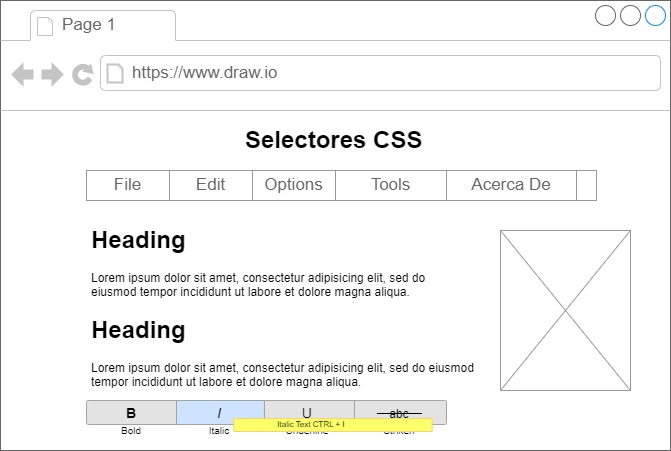 Page 1
https://www.draw.io
Selectores CSS
File Edit Options Tools Acerca De
Heading
Lorem ipsum dolor sit amet, consectetur adipisicing elit, sed do
eiusmod tempor incididunt ut labore et dolore magna aliqua.
Heading
Lorem ipsum dolor sit amet, consectetur adipisicing elit, sed do eiusmod
tempor incididunt ut labore et dolore magna aliqua.
B I U abc
Italic Text CTRL + I
Bold Italic Underline Striken